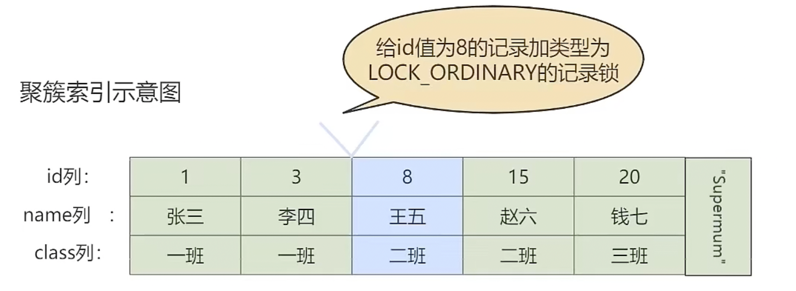 给id值为8的记录加类型为
LOCK_ORDINARY的记录锁
聚簇索引示意图
id列: 1 3 8 15 20
name列 : 张三 李四 王五 赵六 钱七
class列: 一班 一班 二班 二班 三班
"Supermum"